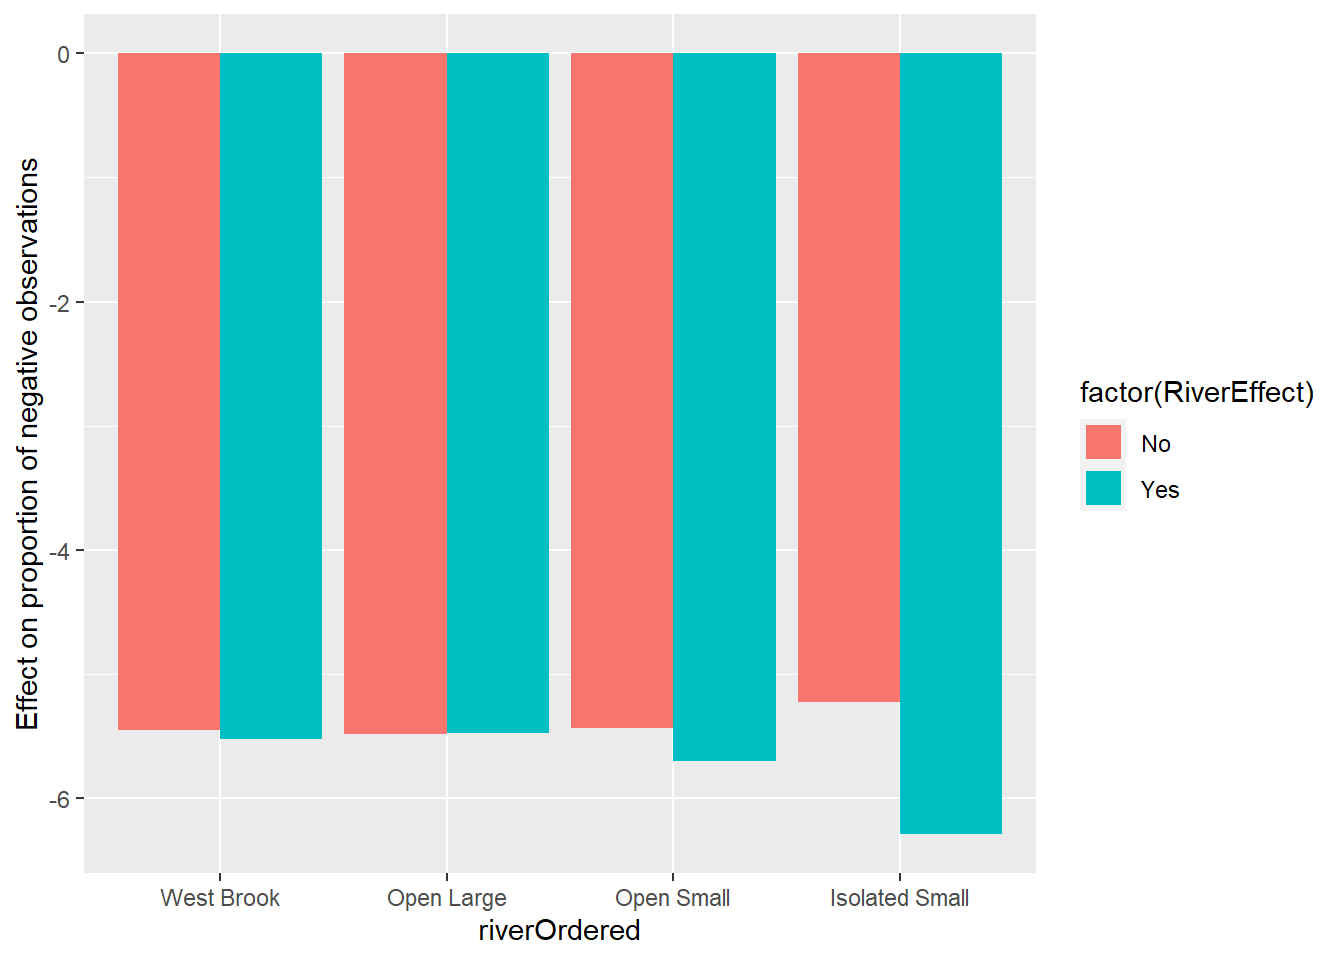 Effect on proportion of negative observations
0
-2
-4
-6
West Brook
Open Large
Open Small
Isolated Small
riverOrdered
factor(RiverEffect)
No
Yes